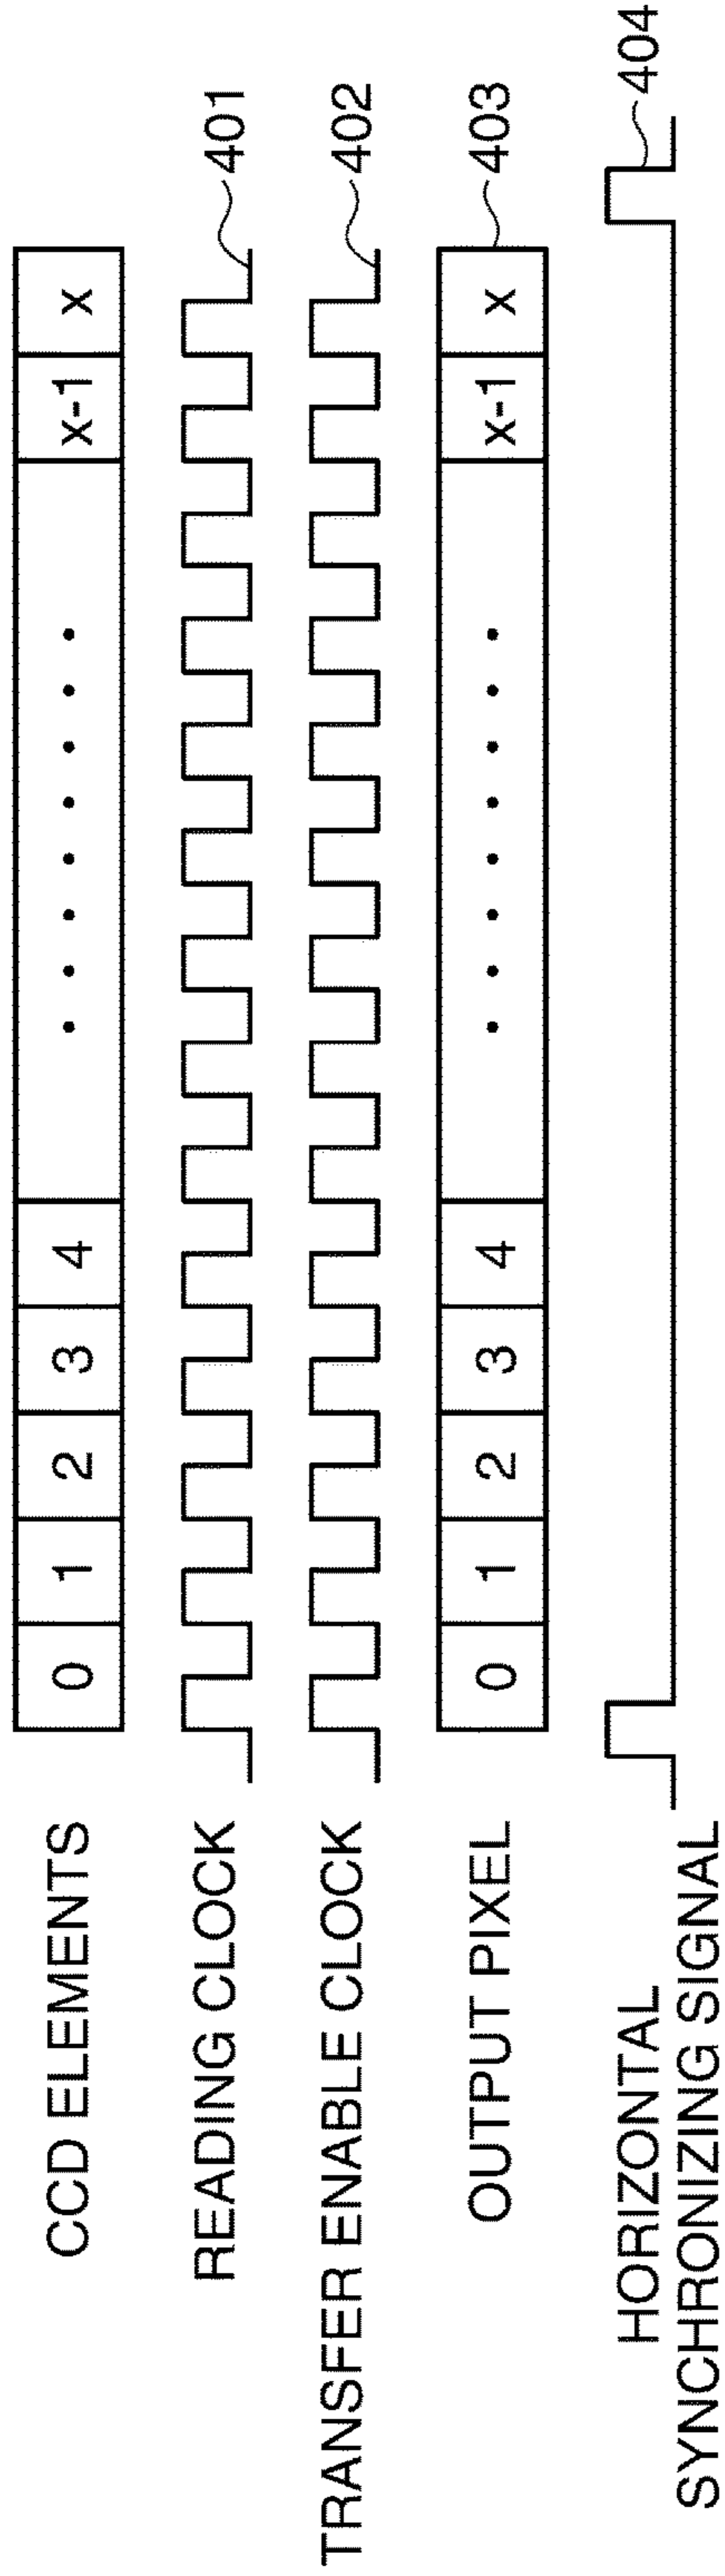 CCD ELEMENTS 0 1 2 3 4 ········ x-1 x
READING CLOCK 401
TRANSFER ENABLE CLOCK 402
OUTPUT PIXEL 0 1 2 3 4 ········ x-1 x 403
HORIZONTAL
SYNCHRONIZING SIGNAL 404